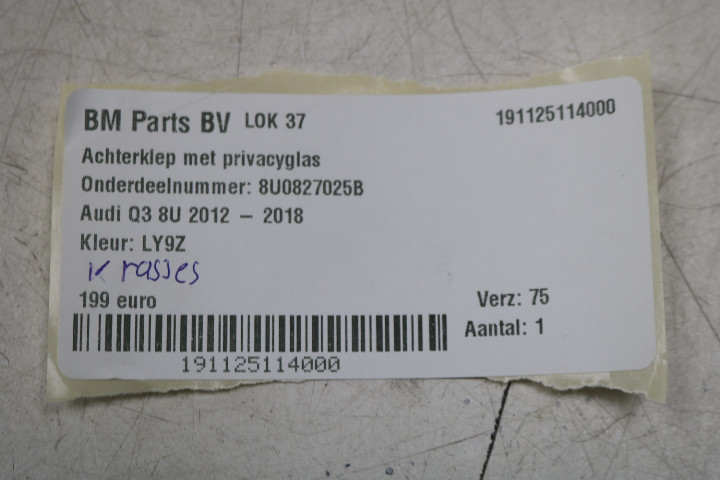 BM Parts BV LOK 37 191125114000
Achterklep met privacyglas
Onderdeelnummer: 8U0827025B
Audi Q3 8U 2012 – 2018
Kleur: LY9Z
Krasjes
199 euro Verz: 75
Aantal: 1
191125114000